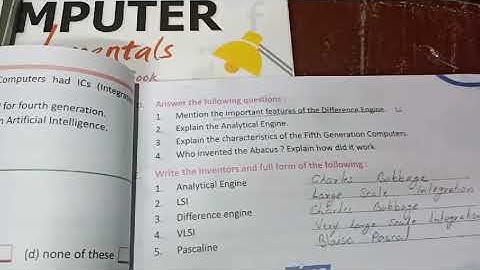 MPUTER
mentals
ook
Computers had ICs (Integra
for fourth generation.
n Artificial Intelligence.
(d) none of these
Answer the following questions :
1. Mention the important features of the Difference Engine.
2. Explain the Analytical Engine.
3 Explain the characteristics of the Fifth Generation Computers.
4. Who invented the Abacus ? Explain how did it work.
Write the inventors and full form of the following :
1. Analytical Engine Charles Babbage
2. LSI Large Scale Integration
3. Difference engine Charles Babbage
4. VLSI Very Large Scale Integration
5. Pascaline Blaise Pascal